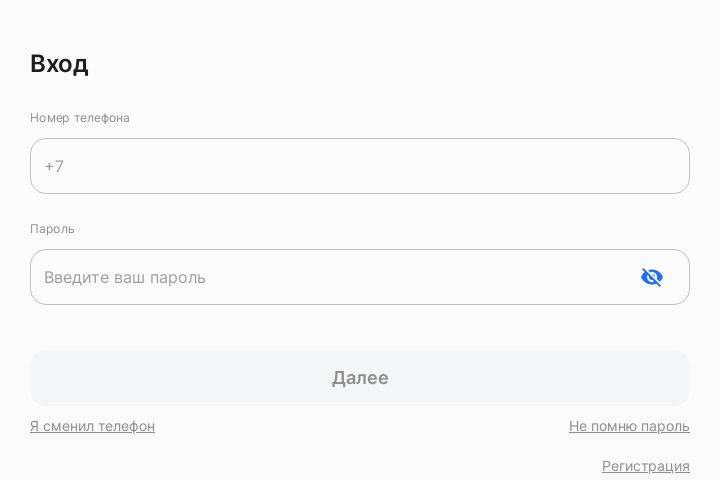 Вход
Номер телефона
+7
Пароль
Введите ваш пароль
Далее
Я сменил телефон
Не помню пароль
Регистрация